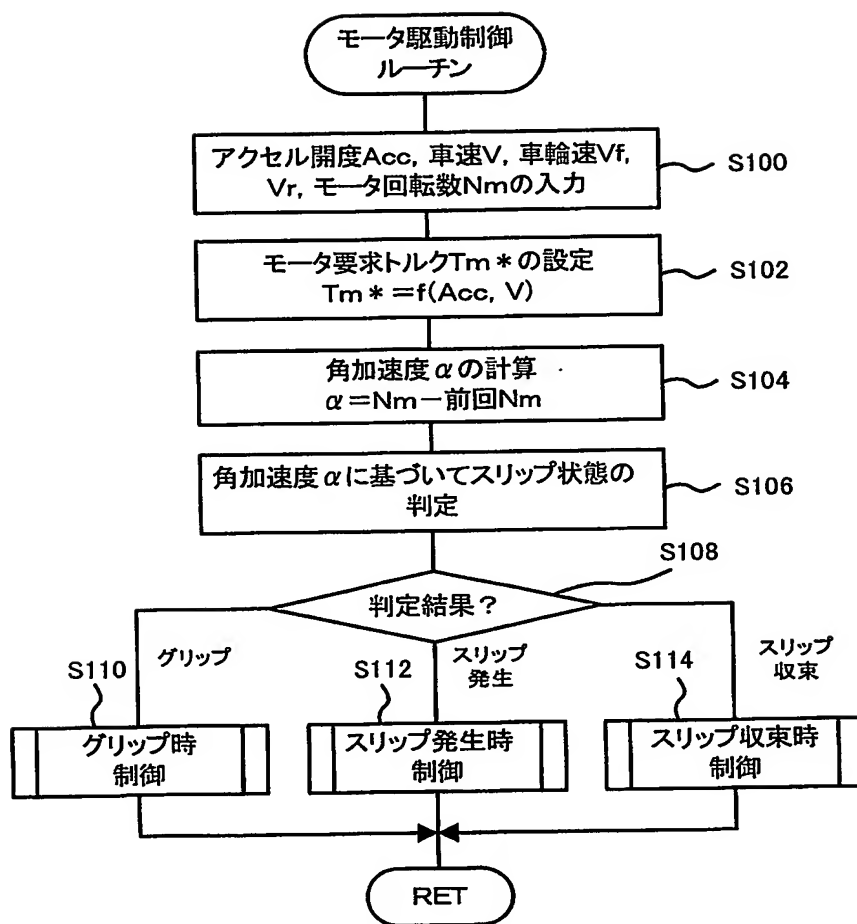 モータ駆動制御
ルーチン
アクセル開度Acc, 車速V, 車輪速Vf,
Vr, モータ回転数Nmの入力
S100
モータ要求トルクTm*の設定
Tm*=f(Acc, V)
S102
角加速度αの計算
α=Nm－前回Nm
S104
角加速度αに基づいてスリップ状態の
判定
S106
S108
判定結果？
グリップ
スリップ
発生
スリップ
収束
S110
グリップ時
制御
S112
スリップ発生時
制御
S114
スリップ収束時
制御
RET